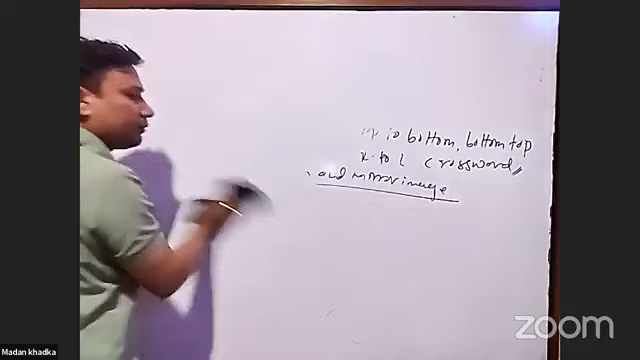 to bottom, bottom top
to l crossword,
and mirror image
zoom
Madan khadka